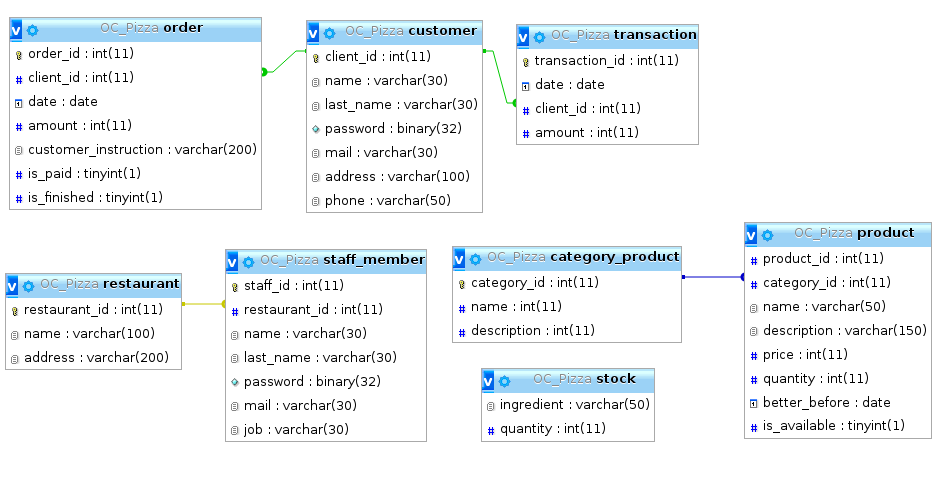 OC_Pizza order
order_id : int(11)
client_id : int(11)
date : date
amount : int(11)
customer_instruction : varchar(200)
is_paid : tinyint(1)
is_finished : tinyint(1)
OC_Pizza customer
client_id : int(11)
name : varchar(30)
last_name : varchar(30)
password : binary(32)
mail : varchar(30)
address : varchar(100)
phone : varchar(50)
OC_Pizza transaction
transaction_id : int(11)
date : date
client_id : int(11)
amount : int(11)
OC_Pizza restaurant
restaurant_id : int(11)
name : varchar(100)
address : varchar(200)
OC_Pizza staff_member
staff_id : int(11)
restaurant_id : int(11)
name : varchar(30)
last_name : varchar(30)
password : binary(32)
mail : varchar(30)
job : varchar(30)
OC_Pizza category_product
category_id : int(11)
name : int(11)
description : int(11)
OC_Pizza stock
ingredient : varchar(50)
quantity : int(11)
OC_Pizza product
product_id : int(11)
category_id : int(11)
name : varchar(50)
description : varchar(150)
price : int(11)
quantity : int(11)
better_before : date
is_available : tinyint(1)